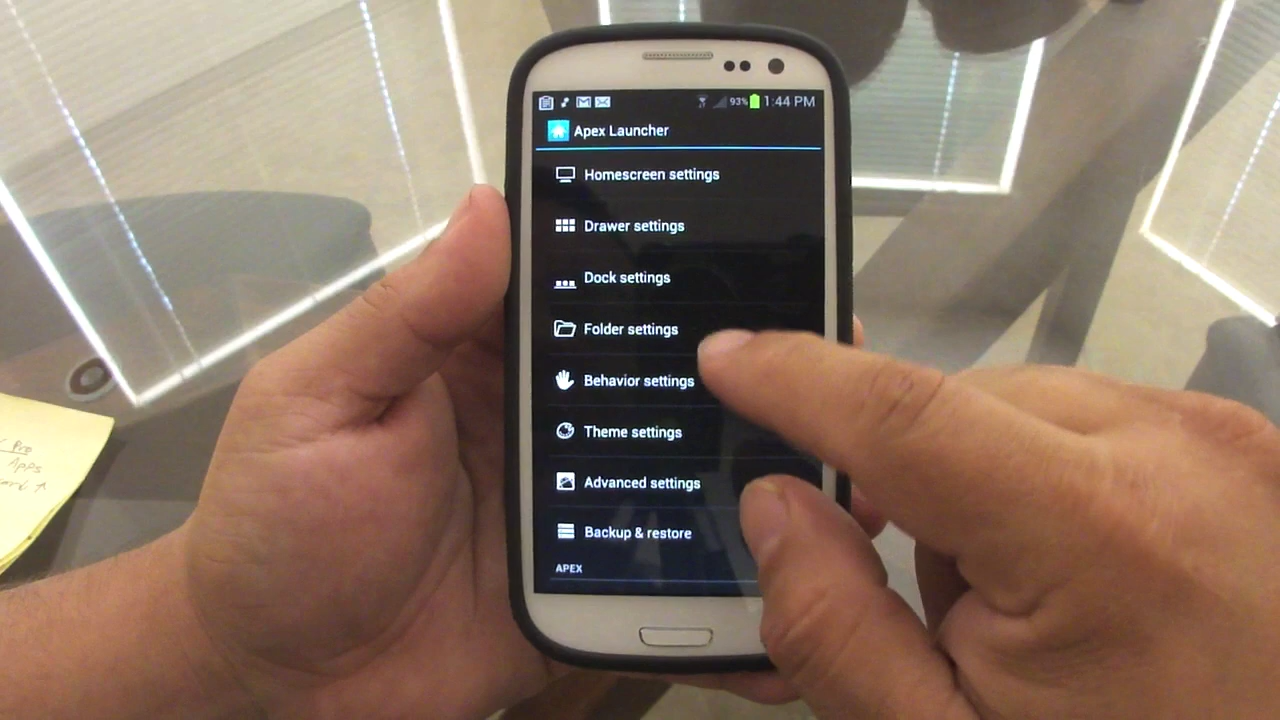 93% 1:44 PM
Apex Launcher
Homescreen settings
Drawer settings
Dock settings
Folder settings
Behavior settings
Theme settings
Advanced settings
Backup & restore
APEX
Pro
Apps